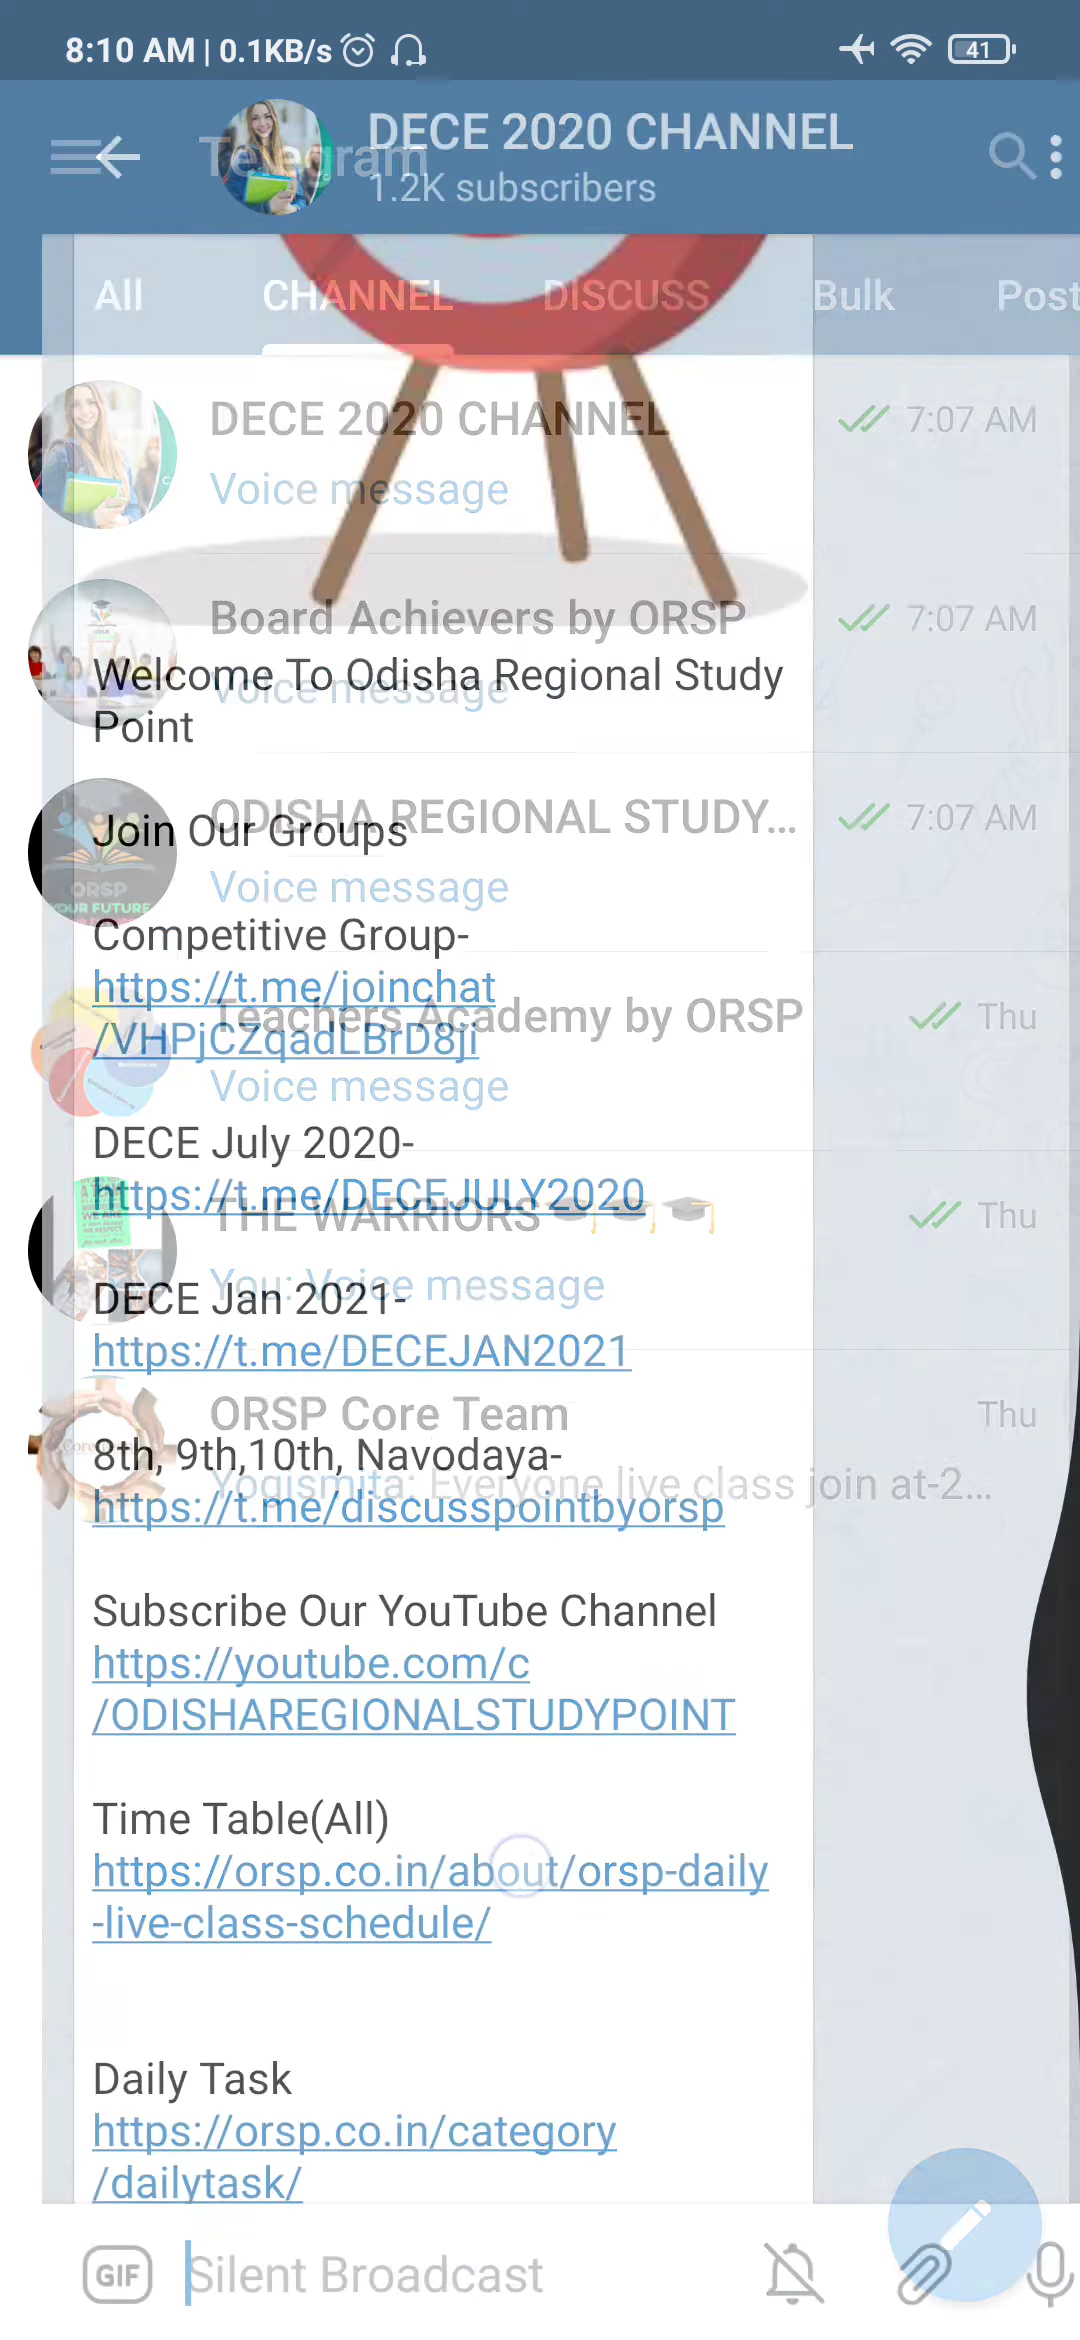 8:10 AM | 0.1KB/s
41
Telegram
DECE 2020 CHANNEL
1.2K subscribers
All CHANNEL DISCUSS Bulk Post
DECE 2020 CHANNEL 7:07 AM
Voice message
Board Achievers by ORSP 7:07 AM
Voice message
Welcome To Odisha Regional Study
Point
ODISHA REGIONAL STUDY... 7:07 AM
Voice message
Join Our Groups
ORSP
YOUR FUTURE
Competitive Group-
https://t.me/joinchat
/VHPjCZqadLBrD8ji
Teachers Academy by ORSP Thu
Voice message
DECE July 2020-
https://t.me/DECEJULY2020
THE WARRIORS🎓🎓🎓 Thu
You: Voice message
DECE Jan 2021-
https://t.me/DECEJAN2021
ORSP Core Team Thu
Yogismita: Everyone live class join at-2...
8th, 9th,10th, Navodaya-
https://t.me/discusspointbyorsp
Subscribe Our YouTube Channel
https://youtube.com/c
/ODISHAREGIONALSTUDYPOINT
Time Table(All)
https://orsp.co.in/about/orsp-daily
-live-class-schedule/
Daily Task
https://orsp.co.in/category
/dailytask/
GIF Silent Broadcast